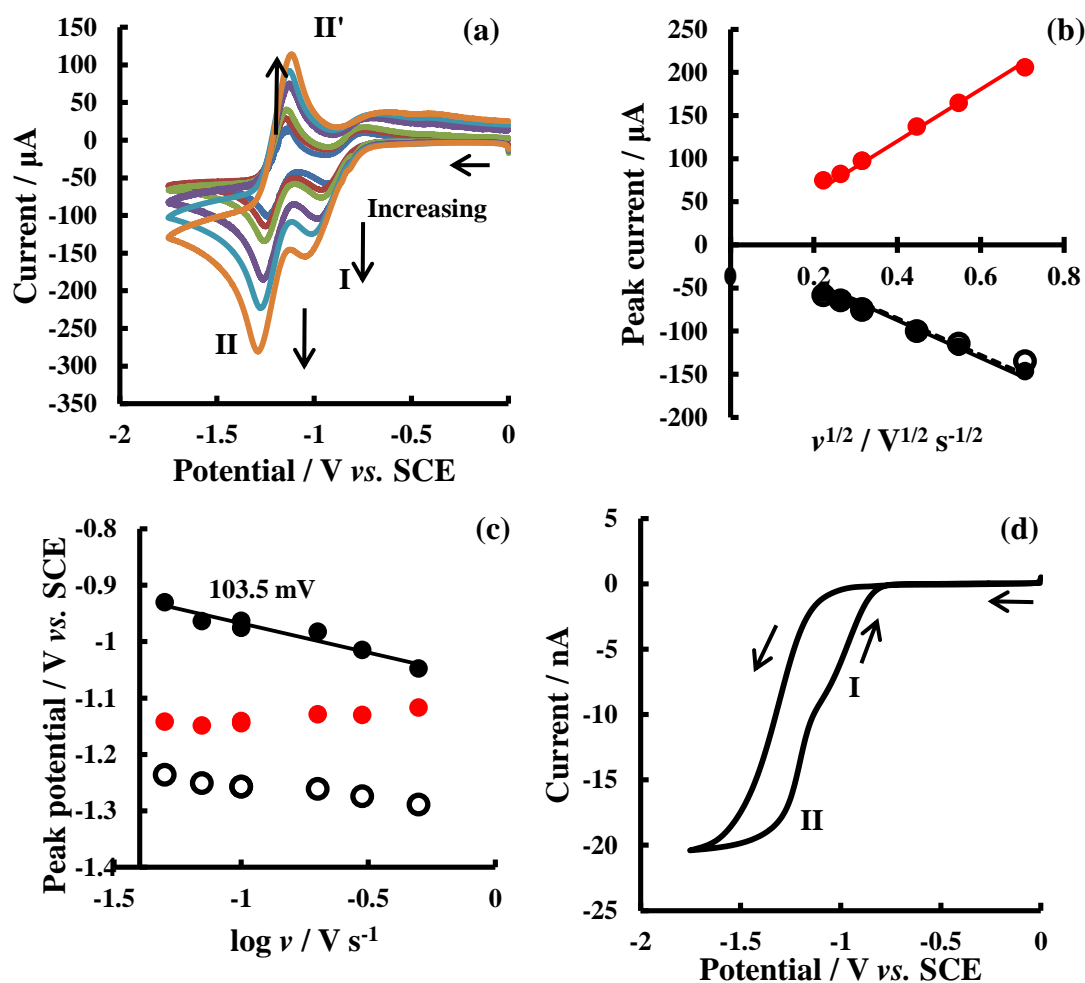 (a)
II'
150
100
50
0
-50
-100
-150
-200
-250
-300
-350
Current / μA
Increasing
I
II
-2
-1.5
-1
-0.5
0
Potential / V vs. SCE
(b)
250
200
150
100
50
0
-50
-100
-150
-200
Peak current / μA
0
0.2
0.4
0.6
0.8
v1/2 / V1/2 s-1/2
(c)
-0.8
-0.9
-1
-1.1
-1.2
-1.3
-1.4
Peak potential / V vs. SCE
103.5 mV
-1.5
-1
-0.5
0
log v / V s-1
(d)
5
0
-5
-10
-15
-20
-25
Current / nA
I
II
-1.5
-1
-0.5
0
Potential / V vs. SCE